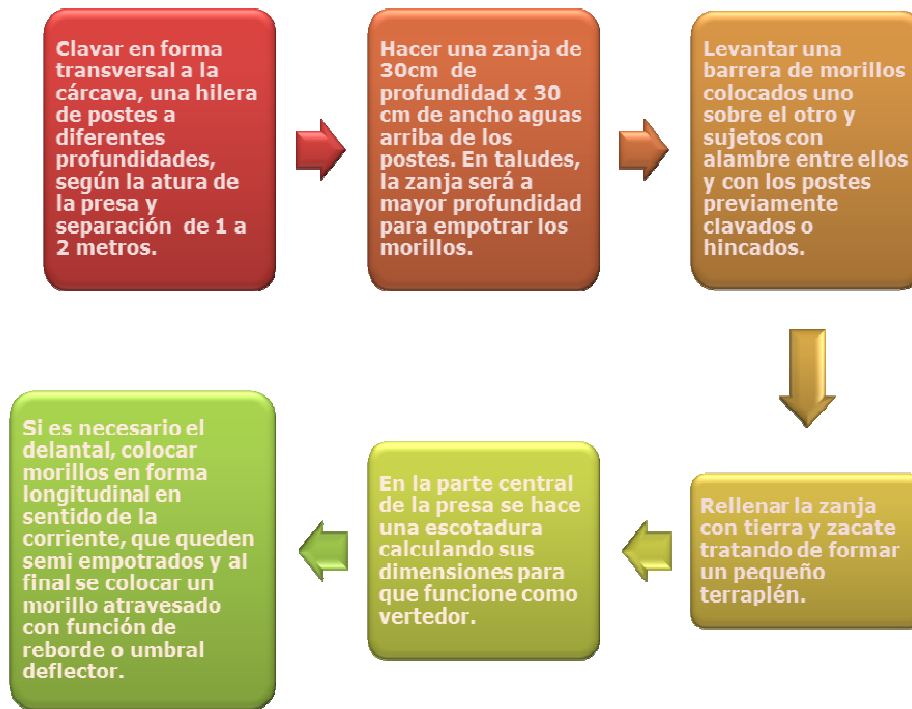 Clavar en forma
transversal a la
cárcava, una hilera
de postes a
diferentes
profundidades,
según la atura de
la presa y
separación de 1 a
2 metros.
Hacer una zanja de
30cm de
profundidad x 30
cm de ancho aguas
arriba de los
postes. En taludes,
la zanja será a
mayor profundidad
para empotrar los
morillos.
Levantar una
barrera de morillos
colocados uno
sobre el otro y
sujetos con
alambre entre ellos
y con los postes
previamente
clavados o
hincados.
Rellenar la zanja
con tierra y zacate
tratando de formar
un pequeño
terraplén.
En la parte central
de la presa se hace
una escotadura
calculando sus
dimensiones para
que funcione como
vertedor.
Si es necesario el
delantal, colocar
morillos en forma
longitudinal en
sentido de la
corriente, que queden
semi empotrados y al
final se colocar un
morillo atravesado
con función de
reborde o umbral
deflector.